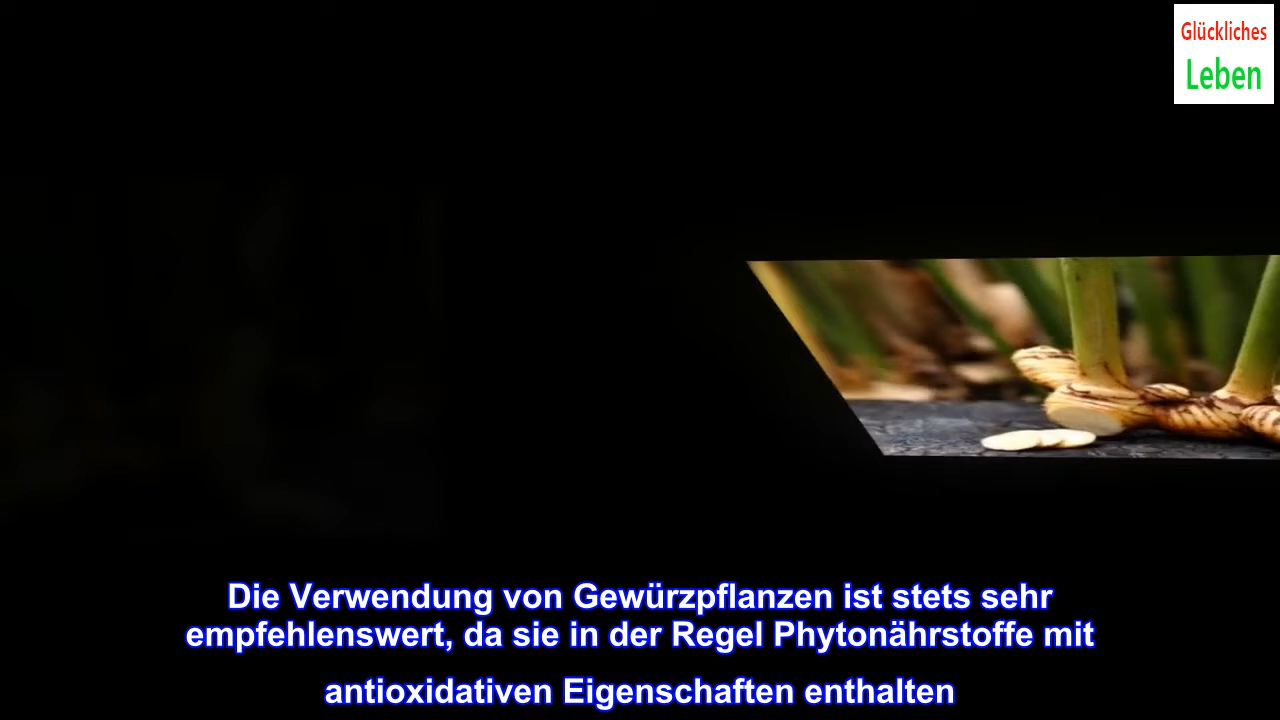 Glückliches
Leben
Die Verwendung von Gewürzpflanzen ist stets sehr
empfehlenswert, da sie in der Regel Phytonährstoffe mit
antioxidativen Eigenschaften enthalten